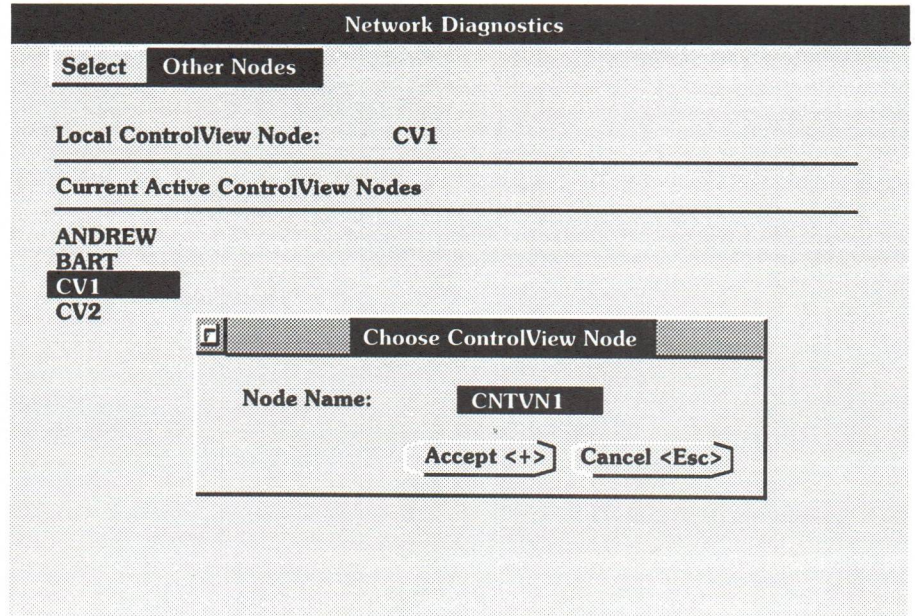 Network Diagnostics
Select Other Nodes
Local ControlView Node: CV1
Current Active ControlView Nodes
ANDREW
BART
CV1
CV2
Choose ControlView Node
Node Name: CNTVN1
Accept <+> Cancel <Esc>